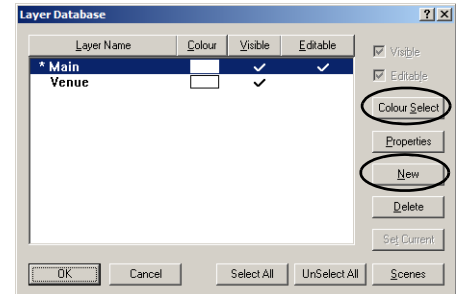 Layer Database
Layer Name Colour Visible Editable
* Main
Venue
Visible
Editable
Colour Select
Properties
New
Delete
Set Current
OK Cancel Select All UnSelect All Scenes